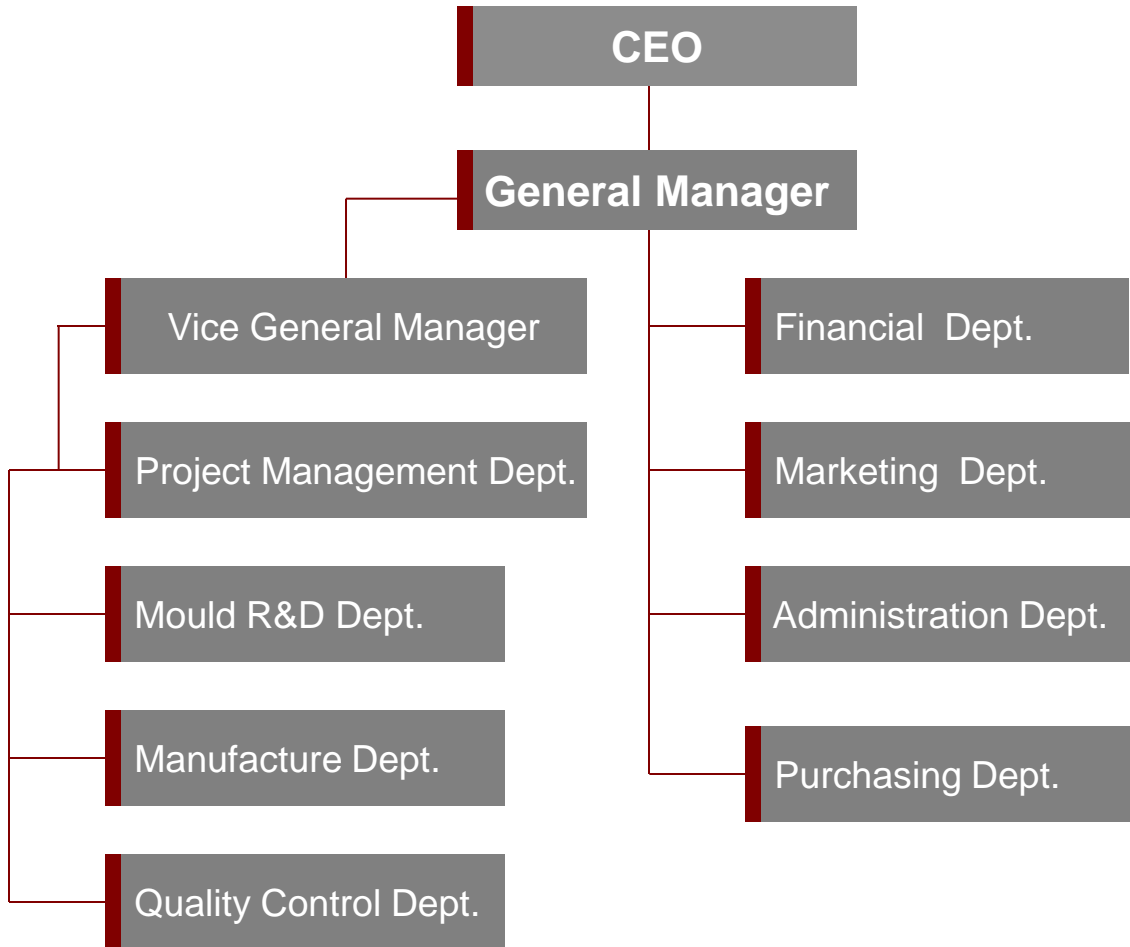 CEO
General Manager
Vice General Manager
Project Management Dept.
Mould R&D Dept.
Manufacture Dept.
Quality Control Dept.
Financial  Dept.
Marketing  Dept.
Administration Dept.
Purchasing Dept.